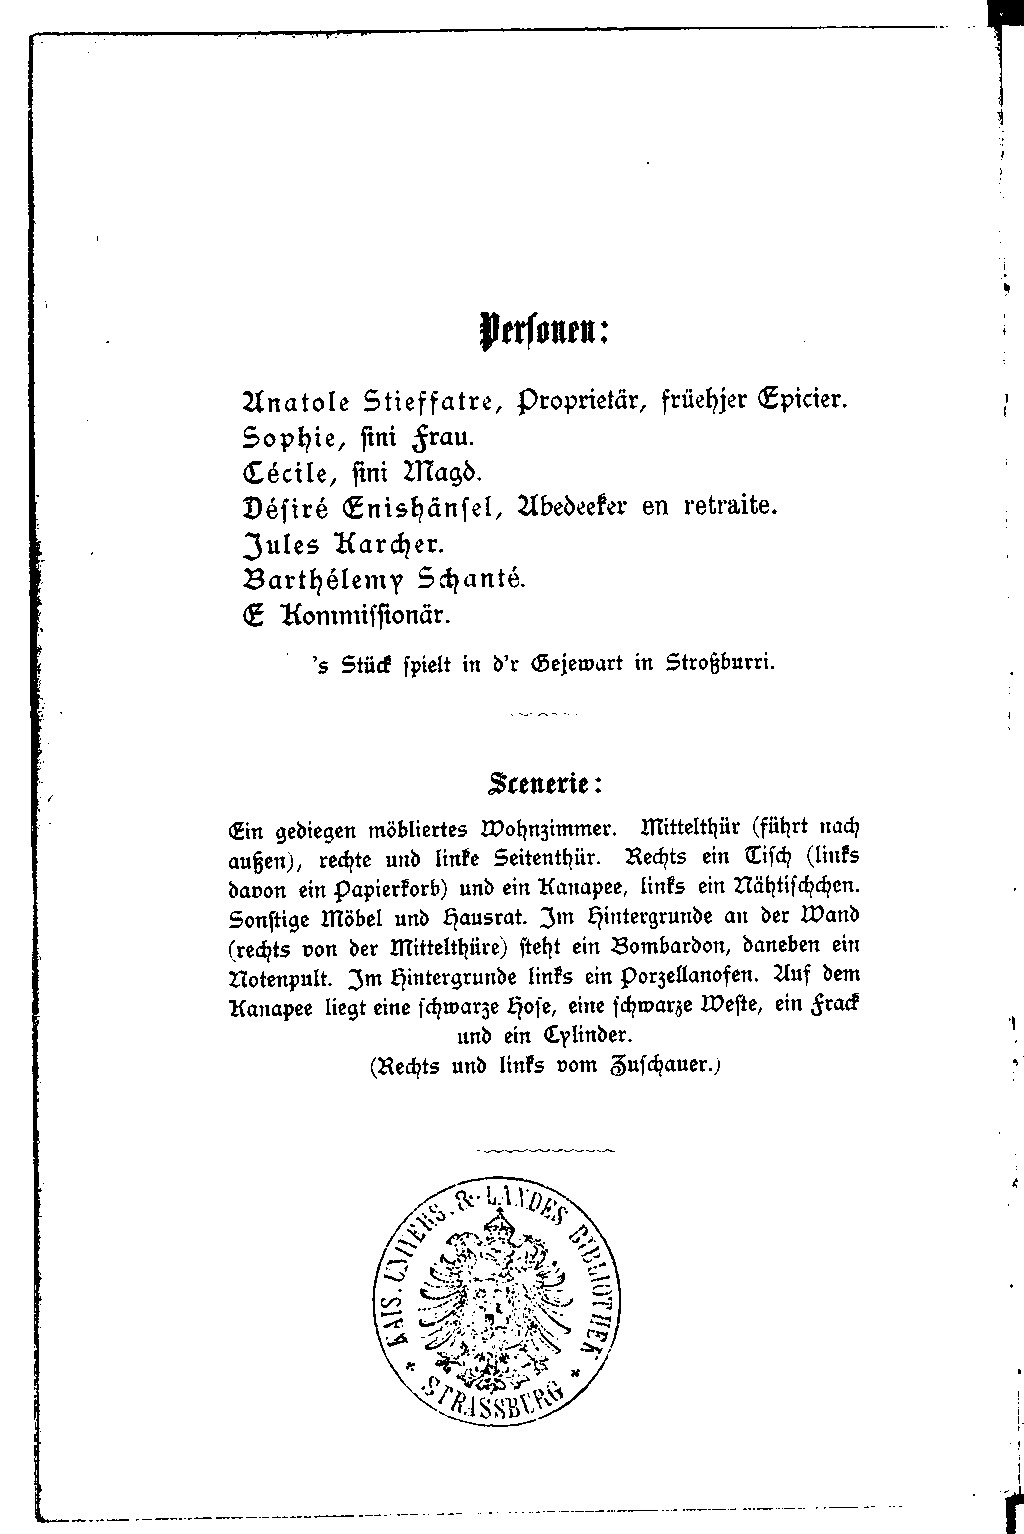 Personen:
Anatole Stieffatre, Proprietär, früehjer Epicier.
Sophie, sini Frau.
Cécile, sini Magd.
Désiré Enishänsel, Abedeeker en retraite.
Jules Karcher.
Barthélemy Schanté.
E Kommissionär.
's Stück spielt in d'r Gejewart in Stroßburri.
Scenerie:
Ein gediegen möbliertes Wohnzimmer. Mittelthür (führt nach
außen), rechte und linke Seitenthür. Rechts ein Tisch (links
davon ein Papierkorb) und ein Kanapee, links ein Nähtischchen.
Sonstige Möbel und Hausrat. Im Hintergrunde an der Wand
(rechts von der Mittelthüre) steht ein Bombardon, daneben ein
Notenpult. Im Hintergrunde links ein Porzellanofen. Auf dem
Kanapee liegt eine schwarze Hose, eine schwarze Weste, ein Frack
und ein Cylinder.
(Rechts und links vom Zuschauer.)
KAIS. UNIVERS. & LANDES BIBLIOTHEK
* STRASSBURG *